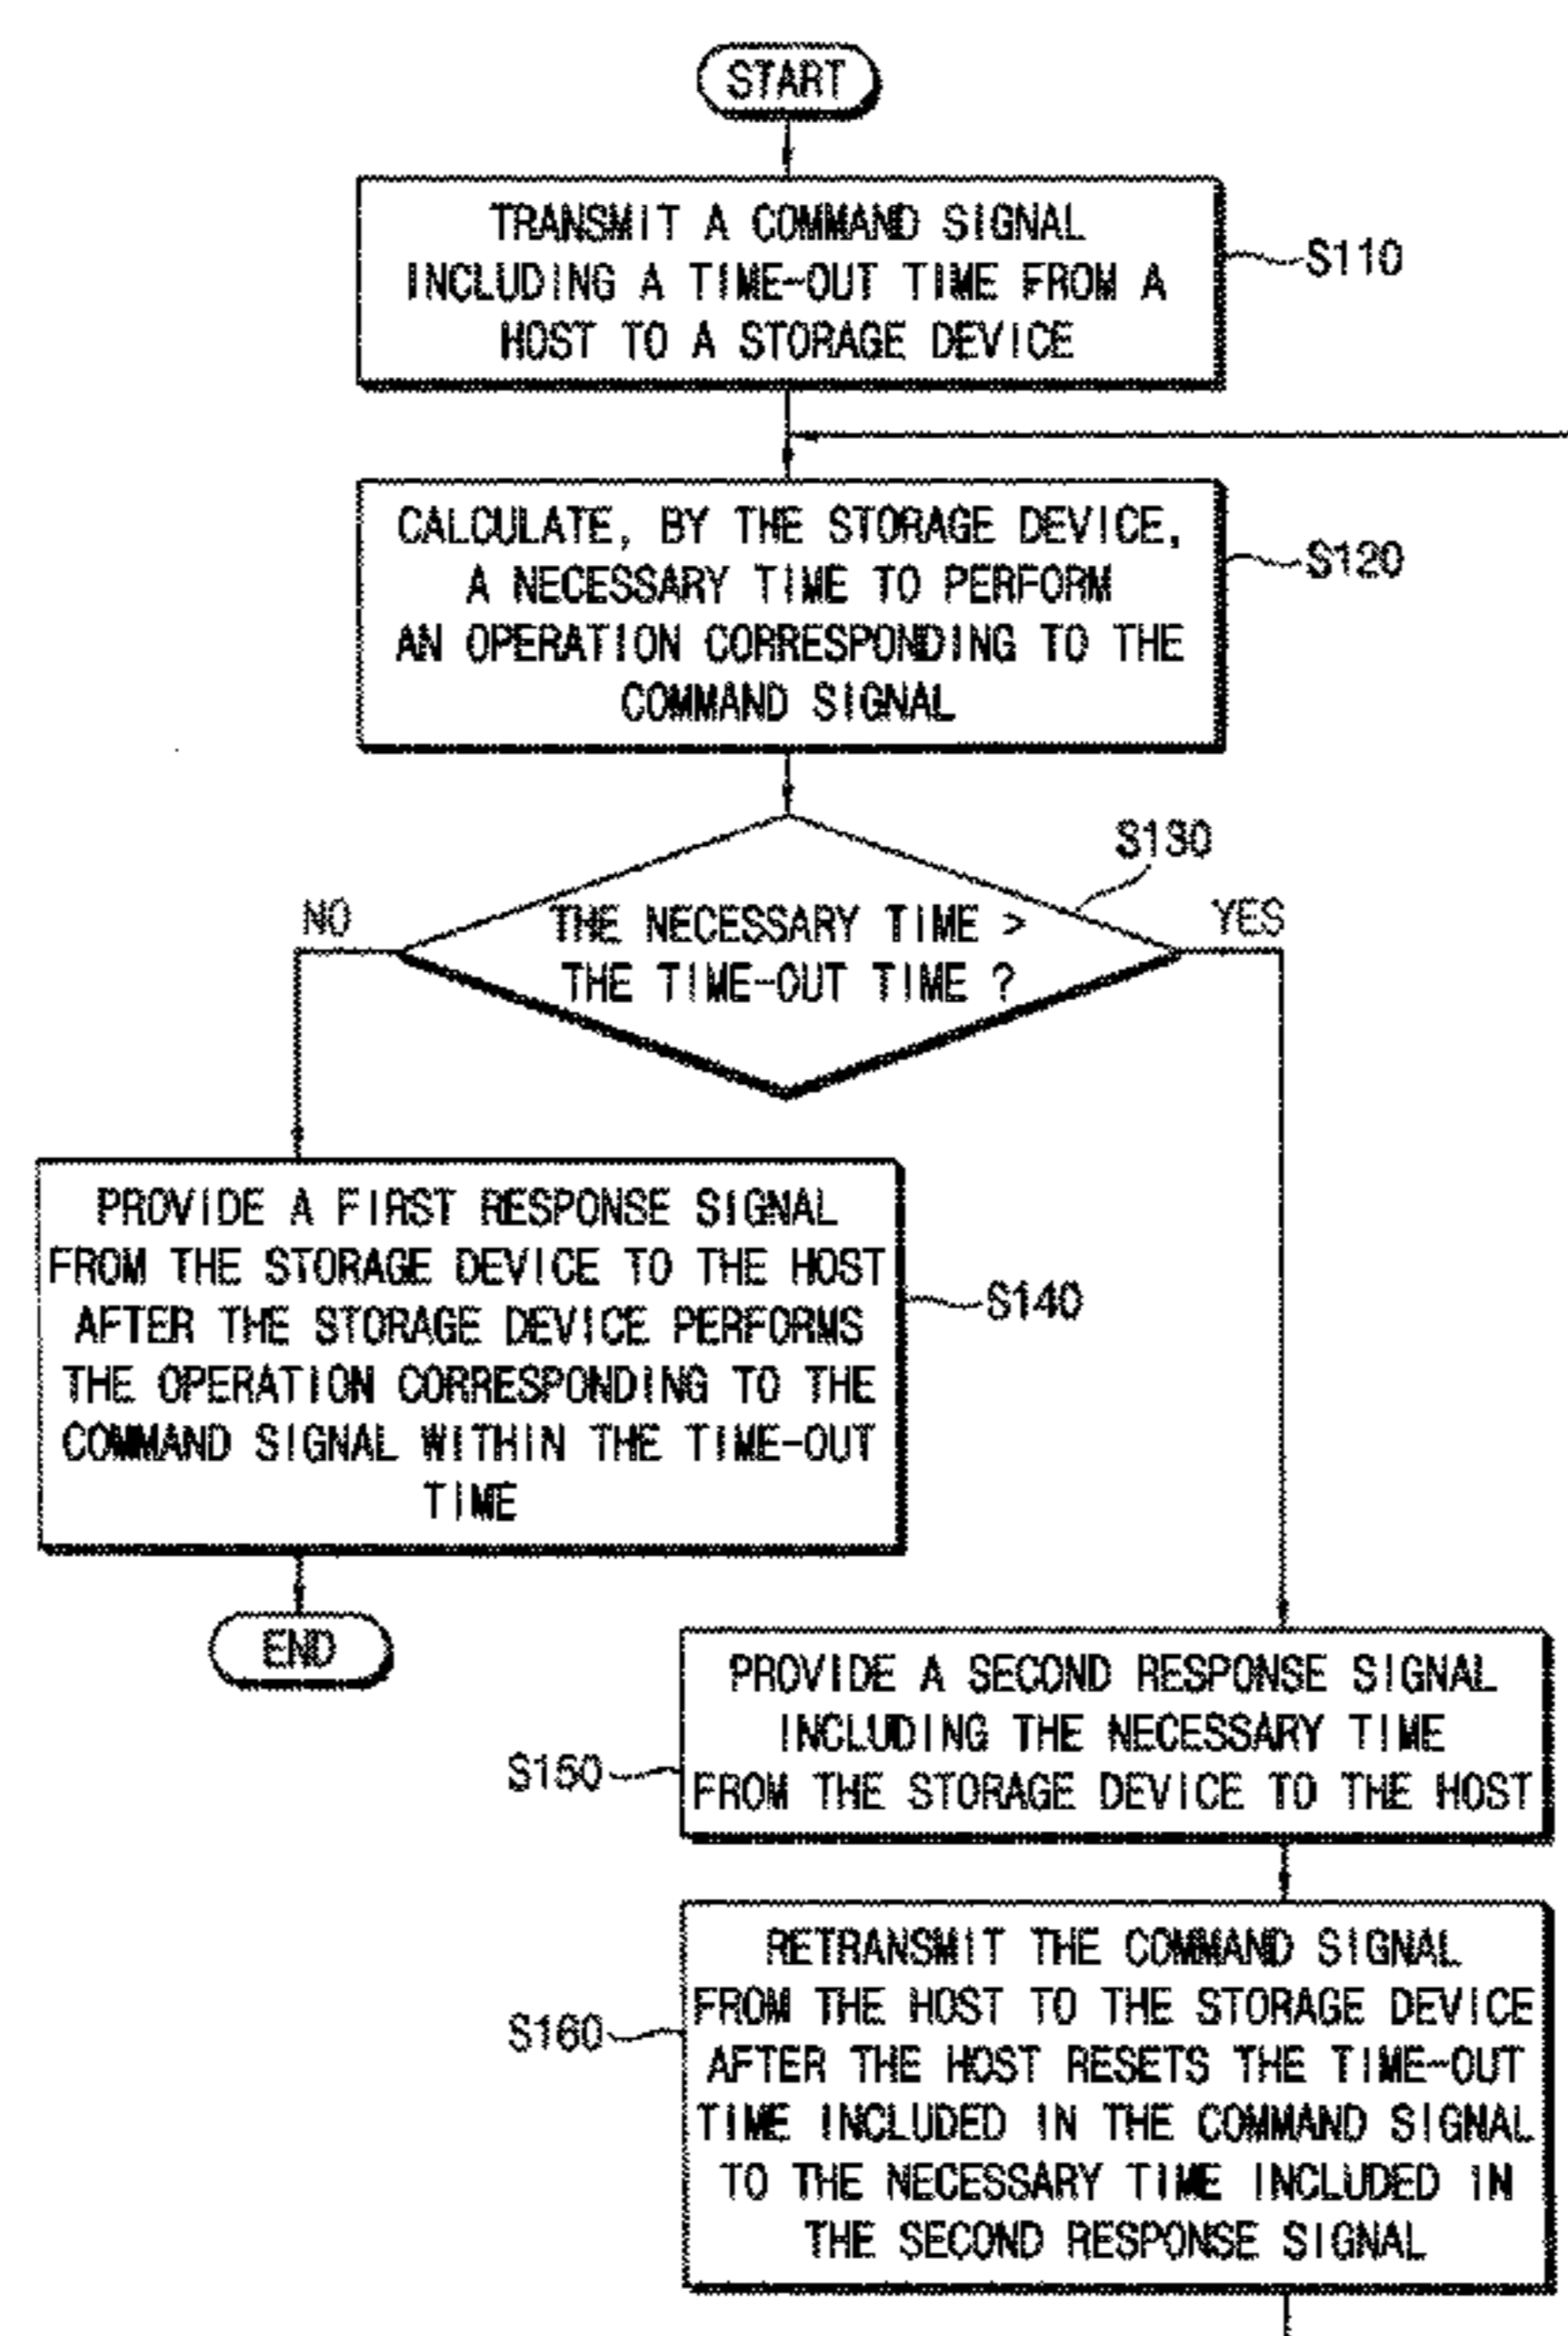 START
TRANSMIT A COMMAND SIGNAL
INCLUDING A TIME-OUT TIME FROM A
HOST TO A STORAGE DEVICE
S110
CALCULATE, BY THE STORAGE DEVICE,
A NECESSARY TIME TO PERFORM
AN OPERATION CORRESPONDING TO THE
COMMAND SIGNAL
S120
S130
NO
THE NECESSARY TIME >
THE TIME-OUT TIME ?
YES
PROVIDE A FIRST RESPONSE SIGNAL
FROM THE STORAGE DEVICE TO THE HOST
AFTER THE STORAGE DEVICE PERFORMS
THE OPERATION CORRESPONDING TO THE
COMMAND SIGNAL WITHIN THE TIME-OUT
TIME
S140
END
PROVIDE A SECOND RESPONSE SIGNAL
INCLUDING THE NECESSARY TIME
FROM THE STORAGE DEVICE TO THE HOST
S150
RETRANSMIT THE COMMAND SIGNAL
FROM THE HOST TO THE STORAGE DEVICE
AFTER THE HOST RESETS THE TIME-OUT
TIME INCLUDED IN THE COMMAND SIGNAL
TO THE NECESSARY TIME INCLUDED IN
THE SECOND RESPONSE SIGNAL
S160